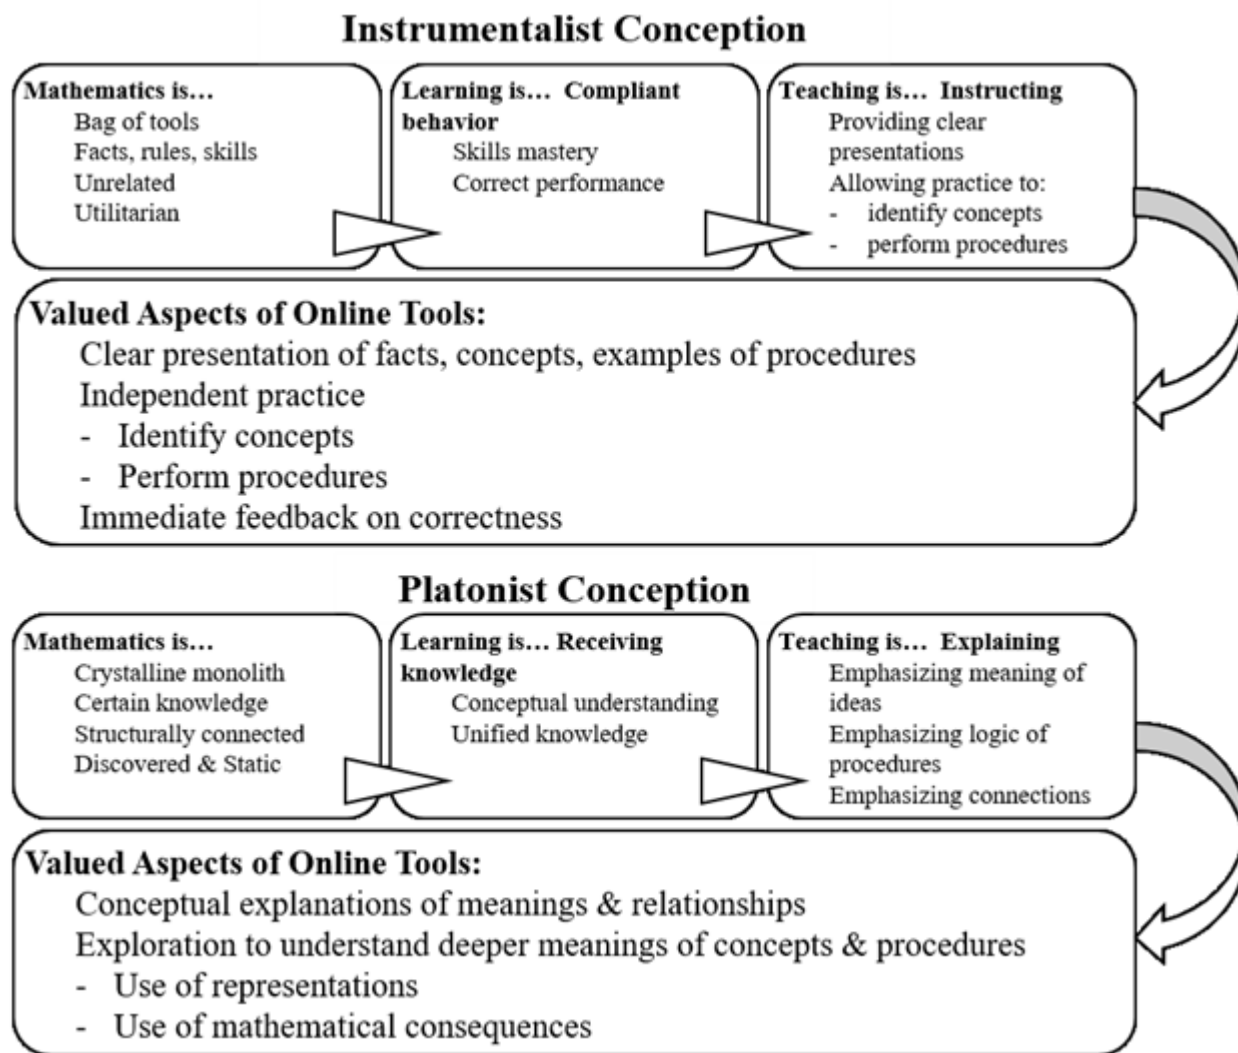 Instrumentalist Conception
Mathematics is…
Bag of tools
Facts, rules, skills
Unrelated
Utilitarian
Learning is… Compliant
behavior
Skills mastery
Correct performance
Teaching is… Instructing
Providing clear
presentations
Allowing practice to:
- identify concepts
- perform procedures
Valued Aspects of Online Tools:
Clear presentation of facts, concepts, examples of procedures
Independent practice
- Identify concepts
- Perform procedures
Immediate feedback on correctness
Platonist Conception
Mathematics is…
Crystalline monolith
Certain knowledge
Structurally connected
Discovered & Static
Learning is… Receiving
knowledge
Conceptual understanding
Unified knowledge
Teaching is… Explaining
Emphasizing meaning of
ideas
Emphasizing logic of
procedures
Emphasizing connections
Valued Aspects of Online Tools:
Conceptual explanations of meanings & relationships
Exploration to understand deeper meanings of concepts & procedures
- Use of representations
- Use of mathematical consequences